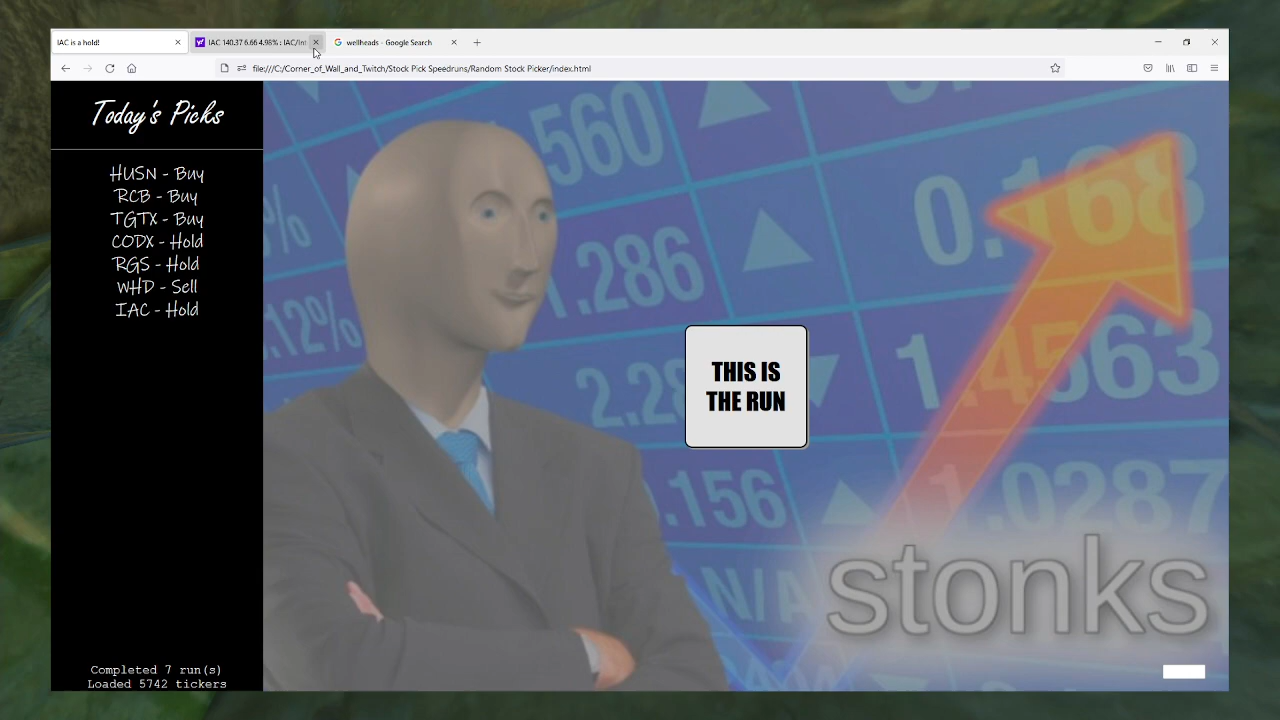 IAC is a hold!
IAC 140.37 6.66 4.98% : IAC/Int
wellheads - Google Search
file:///C:/Corner_of_Wall_and_Twitch/Stock Pick Speedruns/Random Stock Picker/index.html
Today's Picks
HUSN - Buy
RCB - Buy
TGTX - Buy
CODX - Hold
RGS - Hold
WHD - Sell
IAC - Hold
Completed 7 run(s)
Loaded 5742 tickers
560
0.168
1.286
.12%
2.28
1.4563
THIS IS
THE RUN
.156
1.0287
N/A
stonks